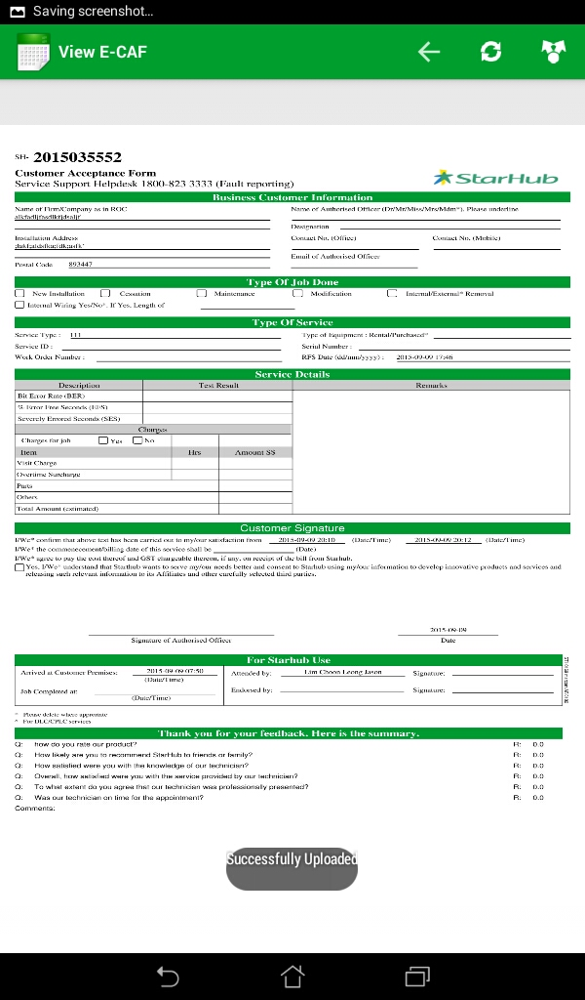 Saving screenshot...
View E-CAF
SH- 2015035552
Customer Acceptance Form
Service Support Helpdesk 1800-823 3333 (Fault reporting)
StarHub
Business Customer Information
Name of Firm/Company as in ROC
Name of Authorised Officer (Dr/Mr/Miss/Mrs/Mdm*). Please underline
Designation
Installation Address
Contact No. (Office)
Contact No. (Mobile)
Email of Authorised Officer
Postal Code 893447
Type Of Job Done
New Installation Cessation Maintenance Modification Internal/External* Removal
Internal Wiring Yes/No*. If Yes, Length of
Type Of Service
Service Type : 111 Type of Equipment : Rental/Purchased*
Service ID : Serial Number :
Work Order Number : RFS Date (dd/mm/yyyy) : 2015-09-09 17:46
Service Details
Description Test Result Remarks
Bit Error Rate (BER)
% Error Free Seconds (EFS)
Severely Errored Seconds (SES)
Charges
Charges for job Yes No
Item Hrs Amount S$
Visit Charge
Overtime Surcharge
Parts
Others
Total Amount (estimated)
Customer Signature
I/We* confirm that above test has been carried out to my/our satisfaction from 2015-09-09 20:10 (Date/Time) 2015-09-09 20:12 (Date/Time)
I/We* the commencement/billing date of this service shall be (Date)
I/We* agree to pay the cost thereof and GST chargeable thereon, if any, on receipt of the bill from Starhub.
Yes, I/We* understand that Starhub wants to serve my/our needs better and consent to Starhub using my/our information to develop innovative products and services and
releasing such relevant information to its Affiliates and other carefully selected third parties.
2015-09-09
Signature of Authorised Officer Date
For Starhub Use
Arrived at Customer Premises: 2015-09-09 07:50 Attended by: Lim Choon Leong Jason Signature:
(Date/Time)
Job Completed at: Endorsed by: Signature:
(Date/Time)
* Please delete where approriate
* For DLC/CPLC services
Thank you for your feedback. Here is the summary.
Q: how do you rate our product? R: 0.0
Q: How likely are you to recommend StarHub to friends or family? R: 0.0
Q: How satisfied were you with the knowledge of our technician? R: 0.0
Q: Overall, how satisfied were you with the service provided by our technician? R: 0.0
Q: To what extent do you agree that our technician was professionally presented? R: 0.0
Q: Was our technician on time for the appointment? R: 0.0
Comments:
Successfully Uploaded